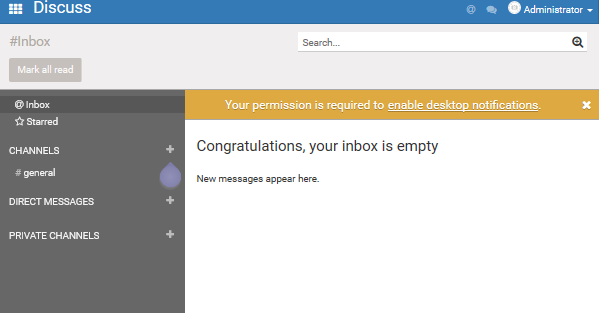 Discuss
@ Administrator
#Inbox
Search...
Mark all read
@ Inbox
Starred
CHANNELS +
# general
DIRECT MESSAGES +
PRIVATE CHANNELS +
Your permission is required to enable desktop notifications.
Congratulations, your inbox is empty
New messages appear here.